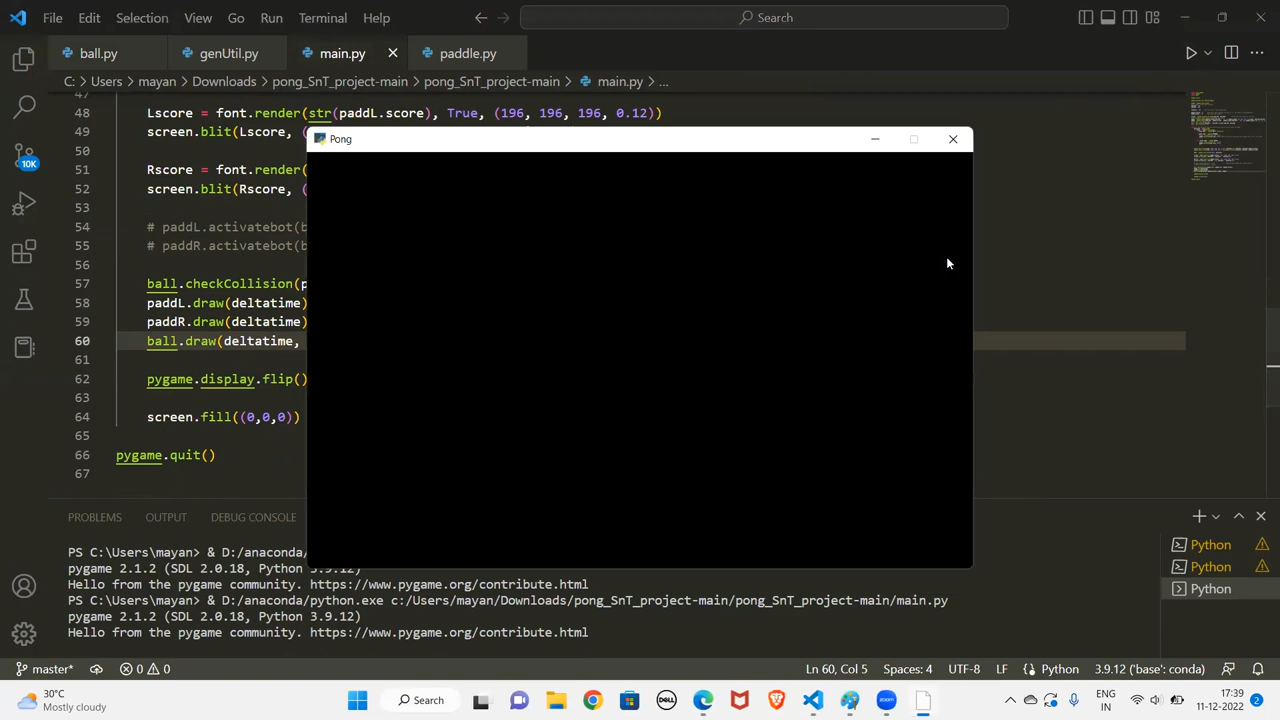 File Edit Selection View Go Run Terminal Help Search
ball.py genUtil.py main.py paddle.py
C: > Users > mayan > Downloads > pong_SnT_project-main > pong_SnT_project-main > main.py > ...
47
48 Lscore = font.render(str(paddL.score), True, (196, 196, 196, 0.12))
49 screen.blit(Lscore, (
Pong
50
51 Rscore = font.render(
52 screen.blit(Rscore, (
53
54 # paddL.activatebot(b
55 # paddR.activatebot(b
56
57 ball.checkCollision(p
58 paddL.draw(deltatime)
59 paddR.draw(deltatime)
60 ball.draw(deltatime,
61
62 pygame.display.flip()
63
64 screen.fill((0,0,0))
65
66 pygame.quit()
67
10K
PROBLEMS OUTPUT DEBUG CONSOLE
PS C:\Users\mayan> & D:/anaconda/
pygame 2.1.2 (SDL 2.0.18, Python 3.9.12)
Hello from the pygame community. https://www.pygame.org/contribute.html
PS C:\Users\mayan> & D:/anaconda/python.exe c:/Users/mayan/Downloads/pong_SnT_project-main/pong_SnT_project-main/main.py
pygame 2.1.2 (SDL 2.0.18, Python 3.9.12)
Hello from the pygame community. https://www.pygame.org/contribute.html
Python
Python
Python
master* 0 0 Ln 60, Col 5 Spaces: 4 UTF-8 LF Python 3.9.12 ('base': conda)
30°C
Mostly cloudy
Search
DELL
zoom
ENG
IN
17:39
11-12-2022
2